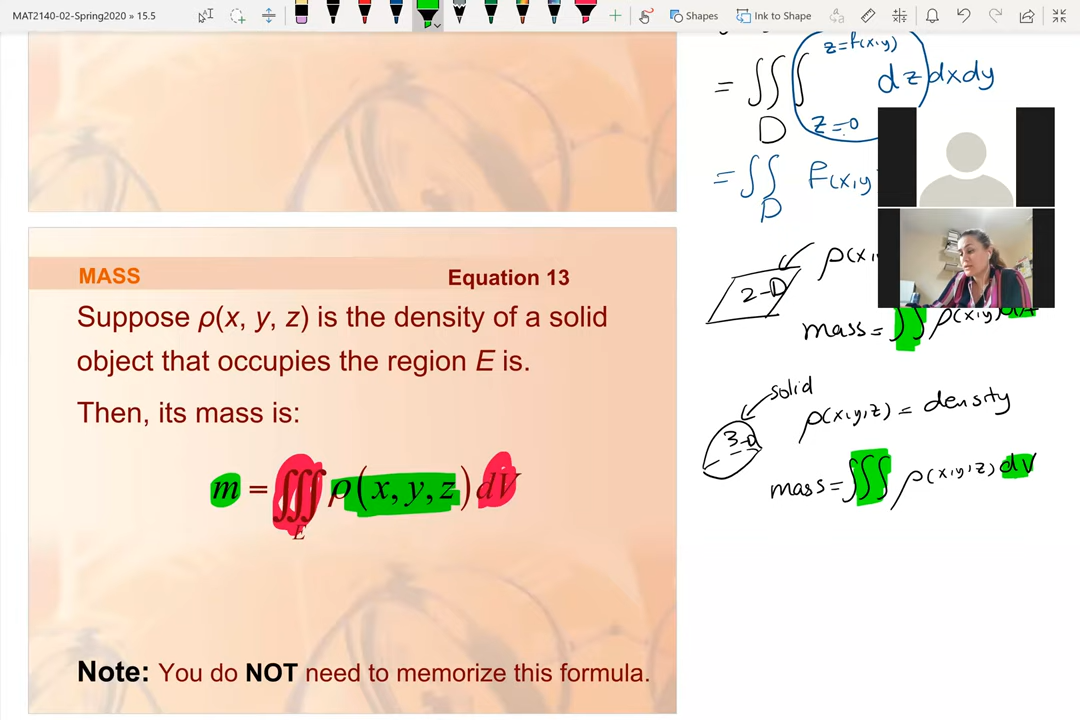 MAT2140-02-Spring2020 » 15.5
Shapes
Ink to Shape
MASS
Equation 13
Suppose ρ(x, y, z) is the density of a solid
object that occupies the region E is.
Then, its mass is:
m = ∭ ρ(x, y, z) dV
E
Note: You do NOT need to memorize this formula.
z=f(x,y)
= ∬∫ dz dxdy
D z=0
= ∬ f(x,y
D
2-D ρ(x,
mass = ∬ ρ(x,y) dA
solid
3-D ρ(x,y,z) = density
mass = ∭ ρ(x,y,z) dV